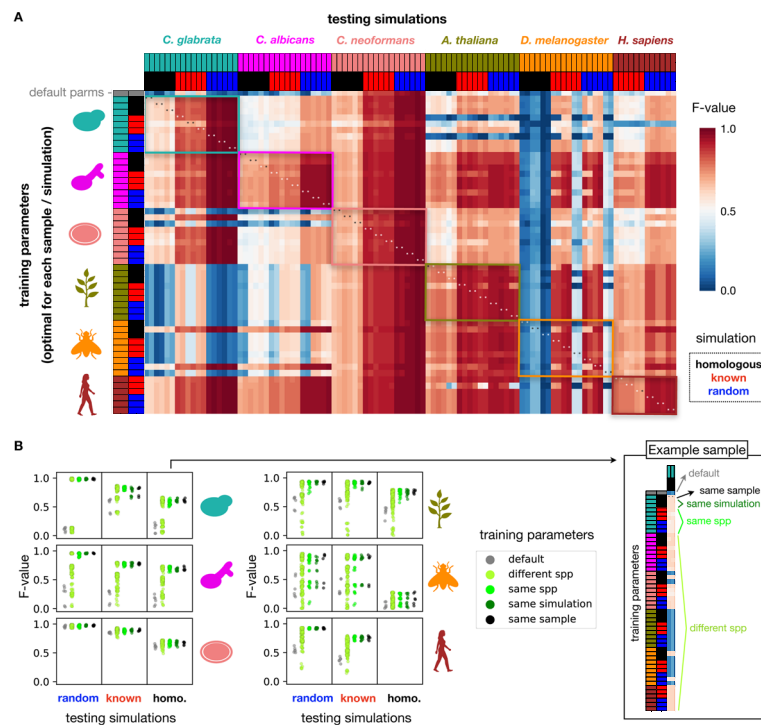 A
testing simulations
C. glabrata
C. albicans
C. neoformans
A. thaliana
D. melanogaster
H. sapiens
default parms
training parameters
(optimal for each sample / simulation)
F-value
1.0
0.5
0.0
simulation
homologous
known
random
B
F-value
1.0
0.5
0.0
1.0
0.5
0.0
1.0
0.5
0.0
random
known
homo.
testing simulations
F-value
1.0
0.5
0.0
1.0
0.5
0.0
1.0
0.5
0.0
random
known
homo.
testing simulations
training parameters
default
different spp
same spp
same simulation
same sample
Example sample
default
same sample
same simulation
same spp
different spp
training parameters